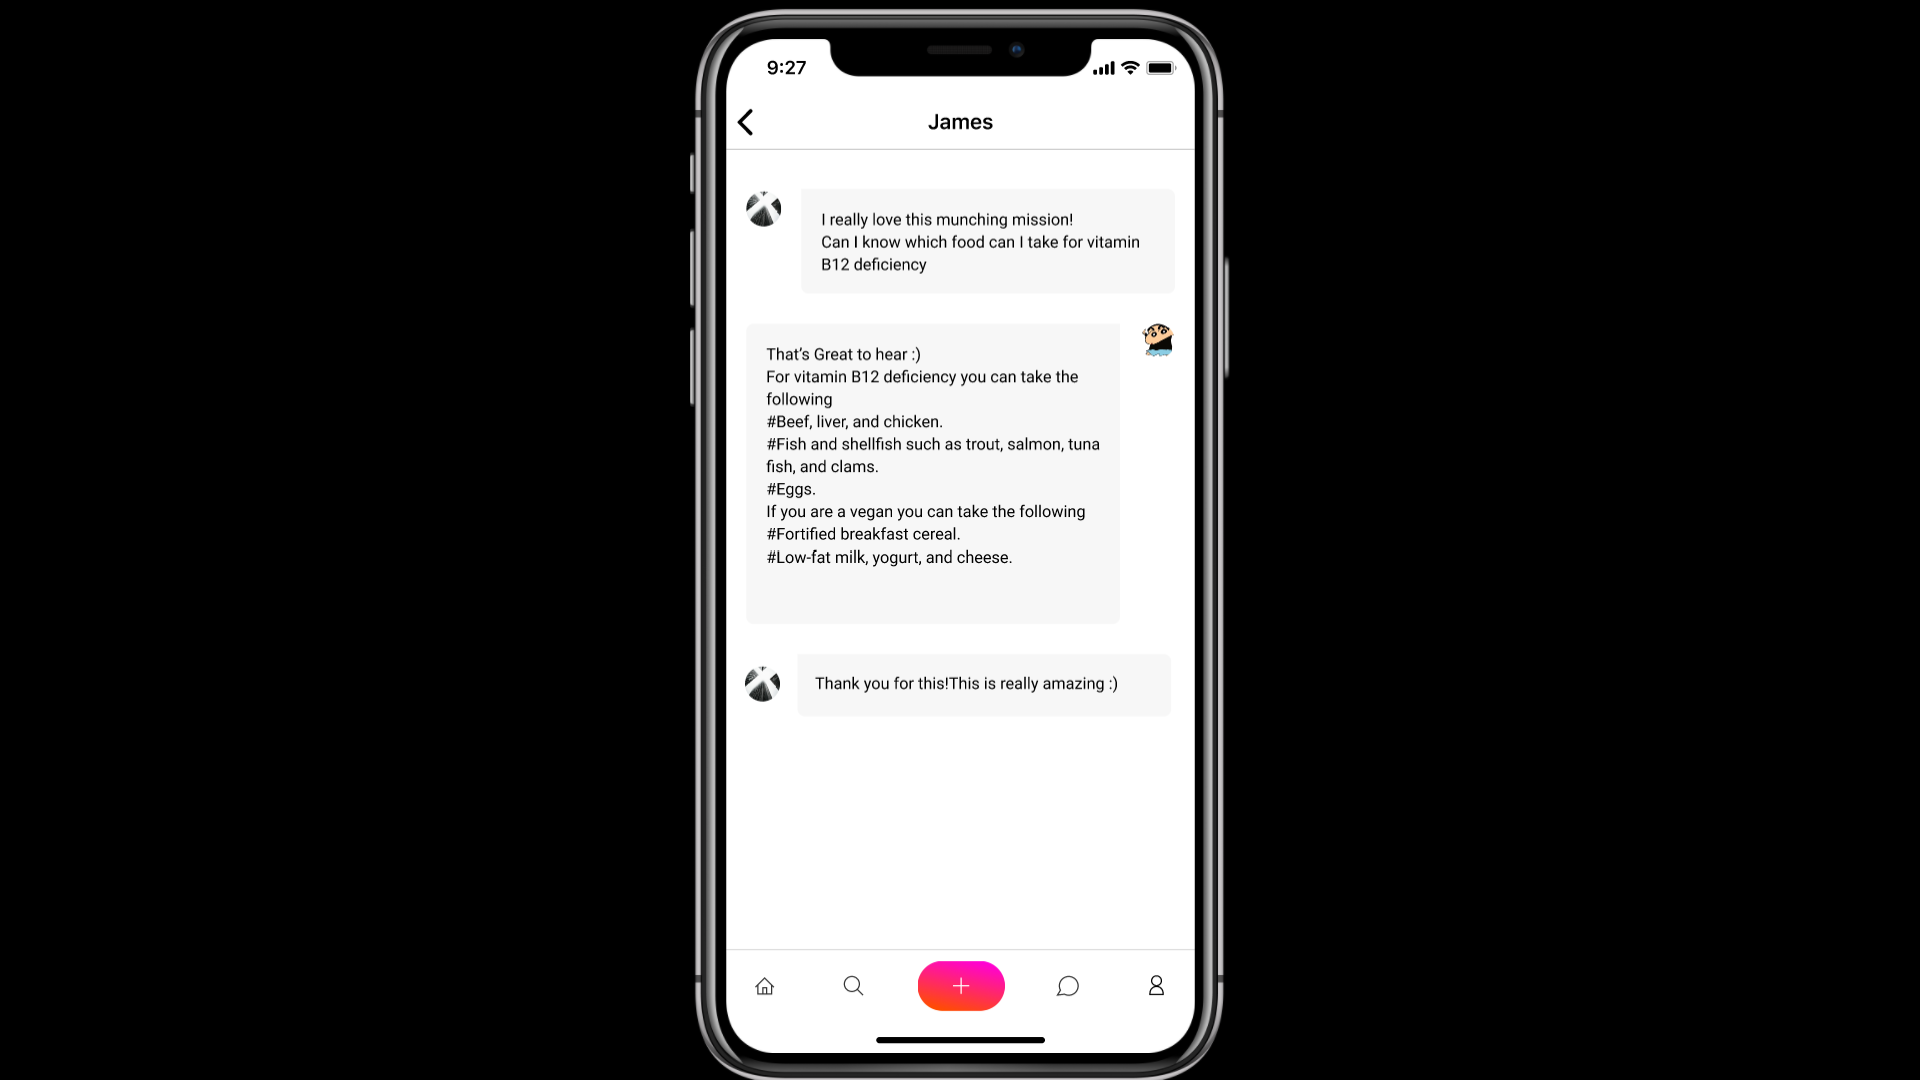 9:27
James
I really love this munching mission!
Can I know which food can I take for vitamin
B12 deficiency
That’s Great to hear :)
For vitamin B12 deficiency you can take the
following
#Beef, liver, and chicken.
#Fish and shellfish such as trout, salmon, tuna
fish, and clams.
#Eggs.
If you are a vegan you can take the following
#Fortified breakfast cereal.
#Low-fat milk, yogurt, and cheese.
Thank you for this!This is really amazing :)